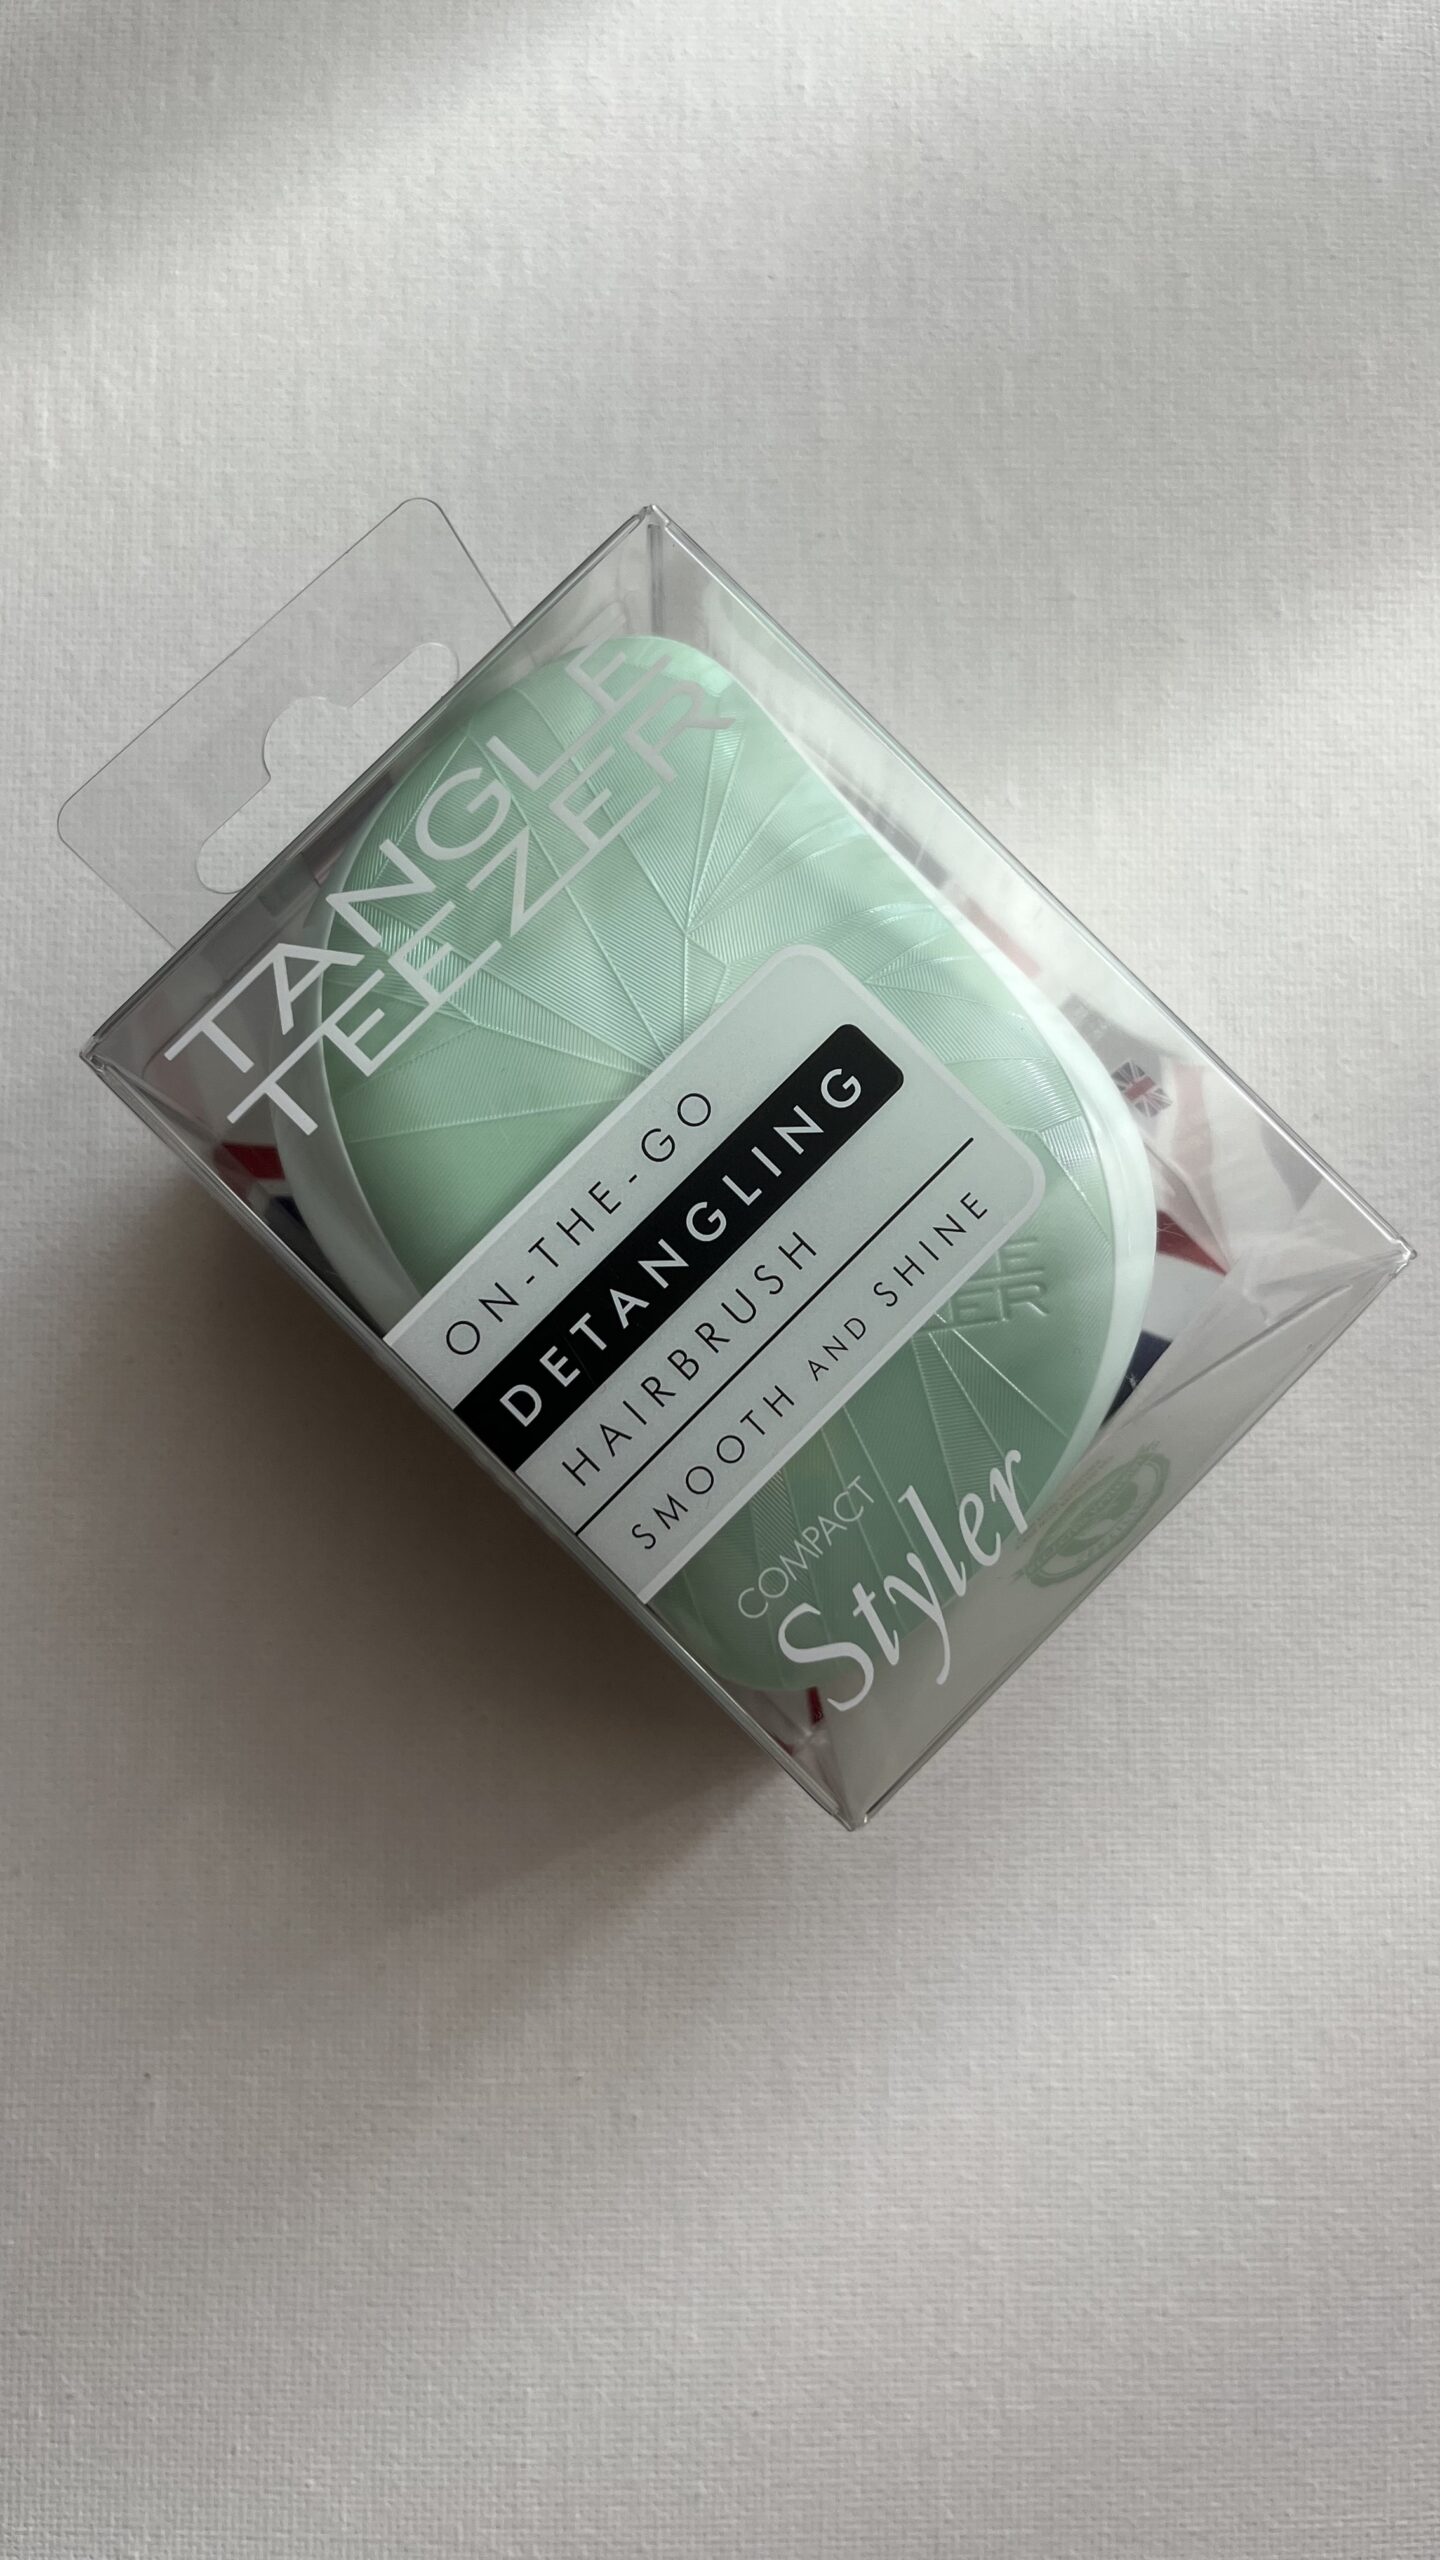 TANGLE
TEEZER
ON-THE-GO
DETANGLING
HAIRBRUSH
SMOOTH AND SHINE
COMPACT
Styler